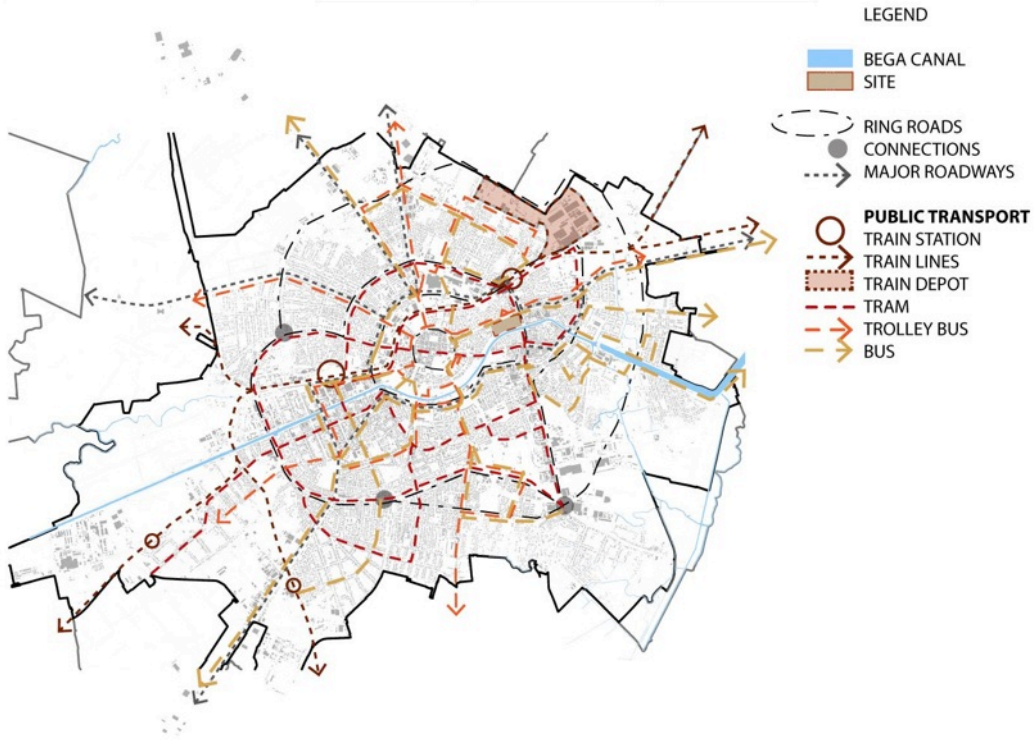 LEGEND
BEGA CANAL
SITE
RING ROADS
CONNECTIONS
MAJOR ROADWAYS
PUBLIC TRANSPORT
TRAIN STATION
TRAIN LINES
TRAIN DEPOT
TRAM
TROLLEY BUS
BUS